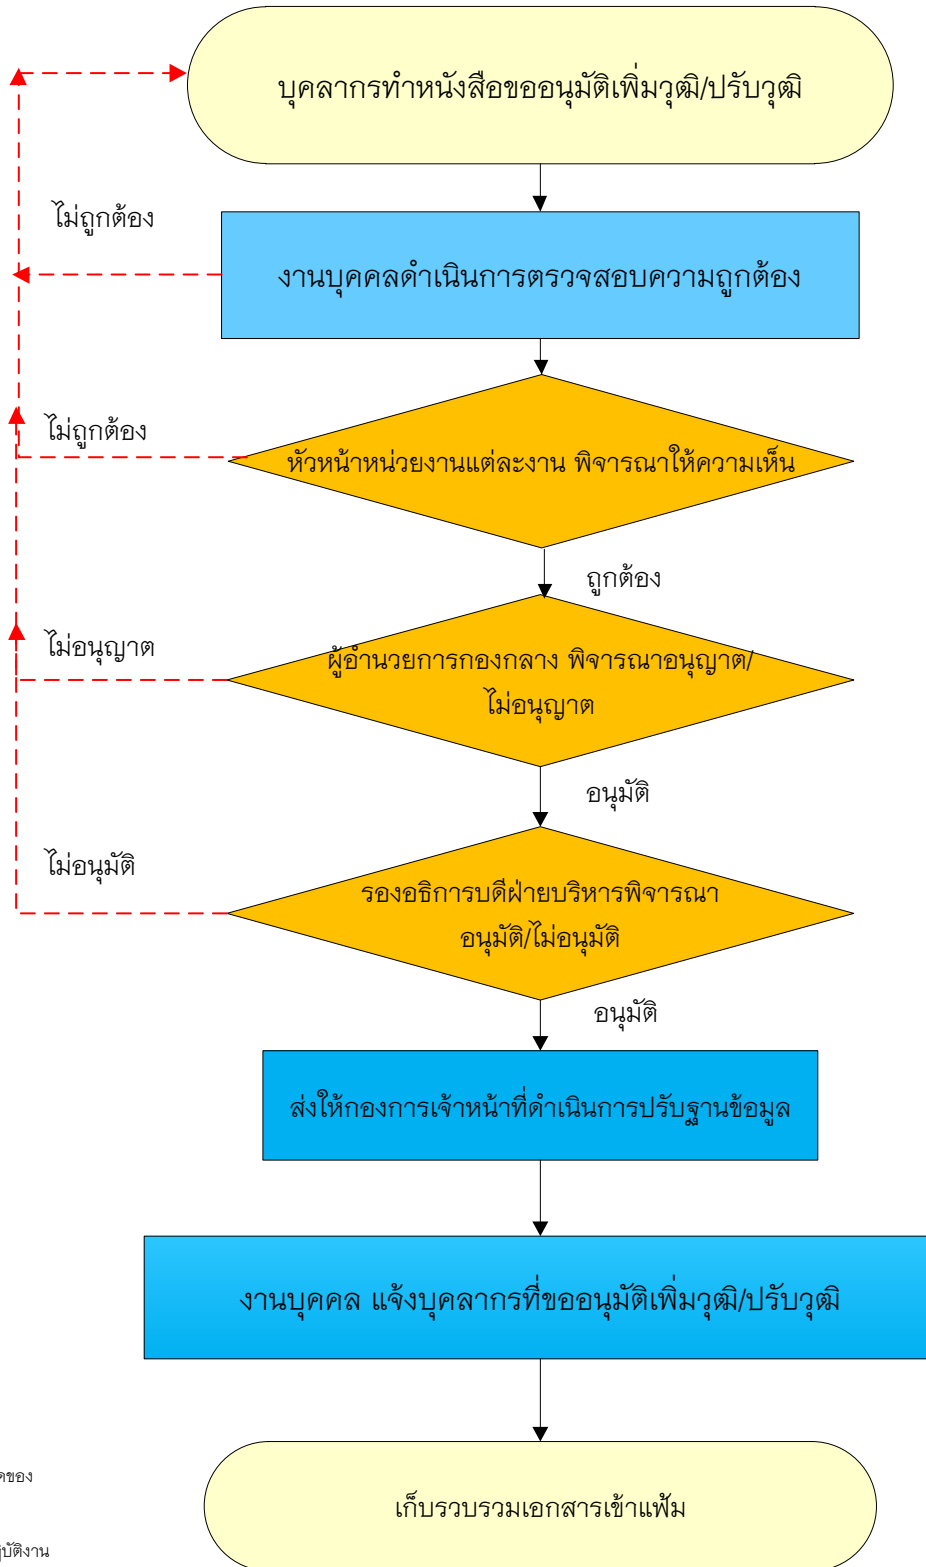 บุคลากรทำหนังสือขออนุมัติเพิ่มวุฒิ/ปรับวุฒิ
ไม่ถูกต้อง
งานบุคคลดำเนินการตรวจสอบความถูกต้อง
ไม่ถูกต้อง
หัวหน้าหน่วยงานแต่ละงาน พิจารณาให้ความเห็น
ถูกต้อง
ไม่อนุญาต
ผู้อำนวยการกองกลาง พิจารณาอนุญาต/
ไม่อนุญาต
อนุมัติ
ไม่อนุมัติ
รองอธิการบดีฝ่ายบริหารพิจารณา
อนุมัติ/ไม่อนุมัติ
อนุมัติ
ส่งให้กองการเจ้าหน้าที่ดำเนินการปรับฐานข้อมูล
งานบุคคล แจ้งบุคลากรที่ขออนุมัติเพิ่มวุฒิ/ปรับวุฒิ
ของ
เก็บรวบรวมเอกสารเข้าแฟ้ม
บัติงาน